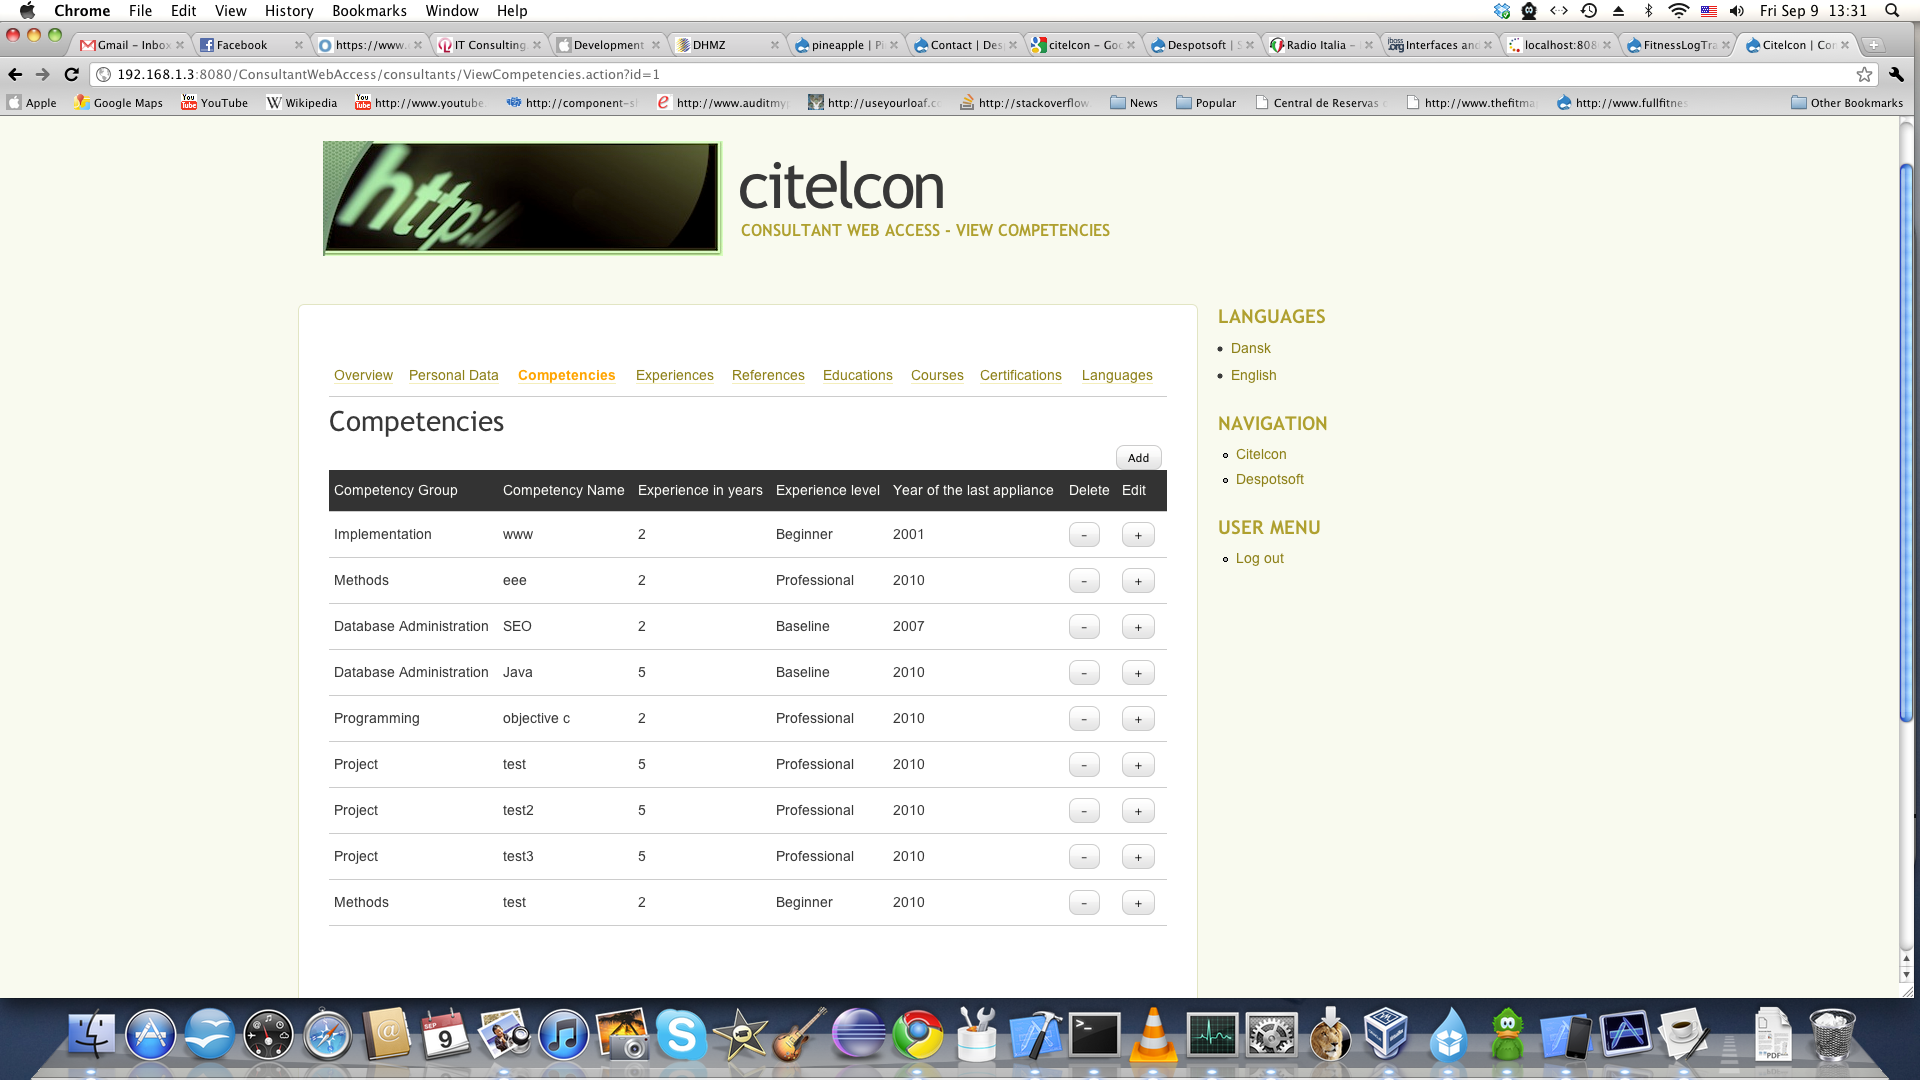 Chrome File Edit View History Bookmarks Window Help Fri Sep 9 13:31
Gmail - Inbo Facebook https://www. IT Consulting Development DHMZ pineapple | Contact | Des citelcon - Go Despotsoft | Radio Italia - Interfaces and localhost:808 FitnessLogTra Citelcon | Co
192.168.1.3:8080/ConsultantWebAccess/consultants/ViewCompetencies.action?id=1
Apple Google Maps YouTube Wikipedia http://www.youtube. http://component-s http://www.auditmy http://useyourloaf.c http://stackoverflow News Popular Central de Reservas http://www.thefitm http://www.fullfitne Other Bookmarks
http://
citelcon
CONSULTANT WEB ACCESS - VIEW COMPETENCIES
Overview Personal Data Competencies Experiences References Educations Courses Certifications Languages
Competencies
Add
Competency Group Competency Name Experience in years Experience level Year of the last appliance Delete Edit
Implementation www 2 Beginner 2001 - +
Methods eee 2 Professional 2010 - +
Database Administration SEO 2 Baseline 2007 - +
Database Administration Java 5 Baseline 2010 - +
Programming objective c 2 Professional 2010 - +
Project test 5 Professional 2010 - +
Project test2 5 Professional 2010 - +
Project test3 5 Professional 2010 - +
Methods test 2 Beginner 2010 - +
LANGUAGES
Dansk
English
NAVIGATION
Citelcon
Despotsoft
USER MENU
Log out
SEP
9
PDF